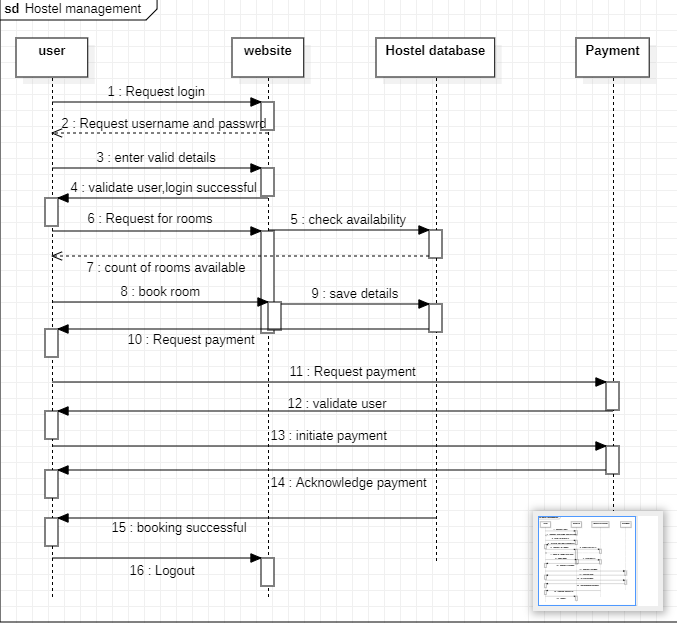 sd Hostel management
user
website
Hostel database
Payment
1 : Request login
2 : Request username and passwrd
3 : enter valid details
4 : validate user,login successful
6 : Request for rooms
5 : check availability
7 : count of rooms available
8 : book room
9 : save details
10 : Request payment
11 : Request payment
12 : validate user
13 : initiate payment
14 : Acknowledge payment
15 : booking successful
16 : Logout